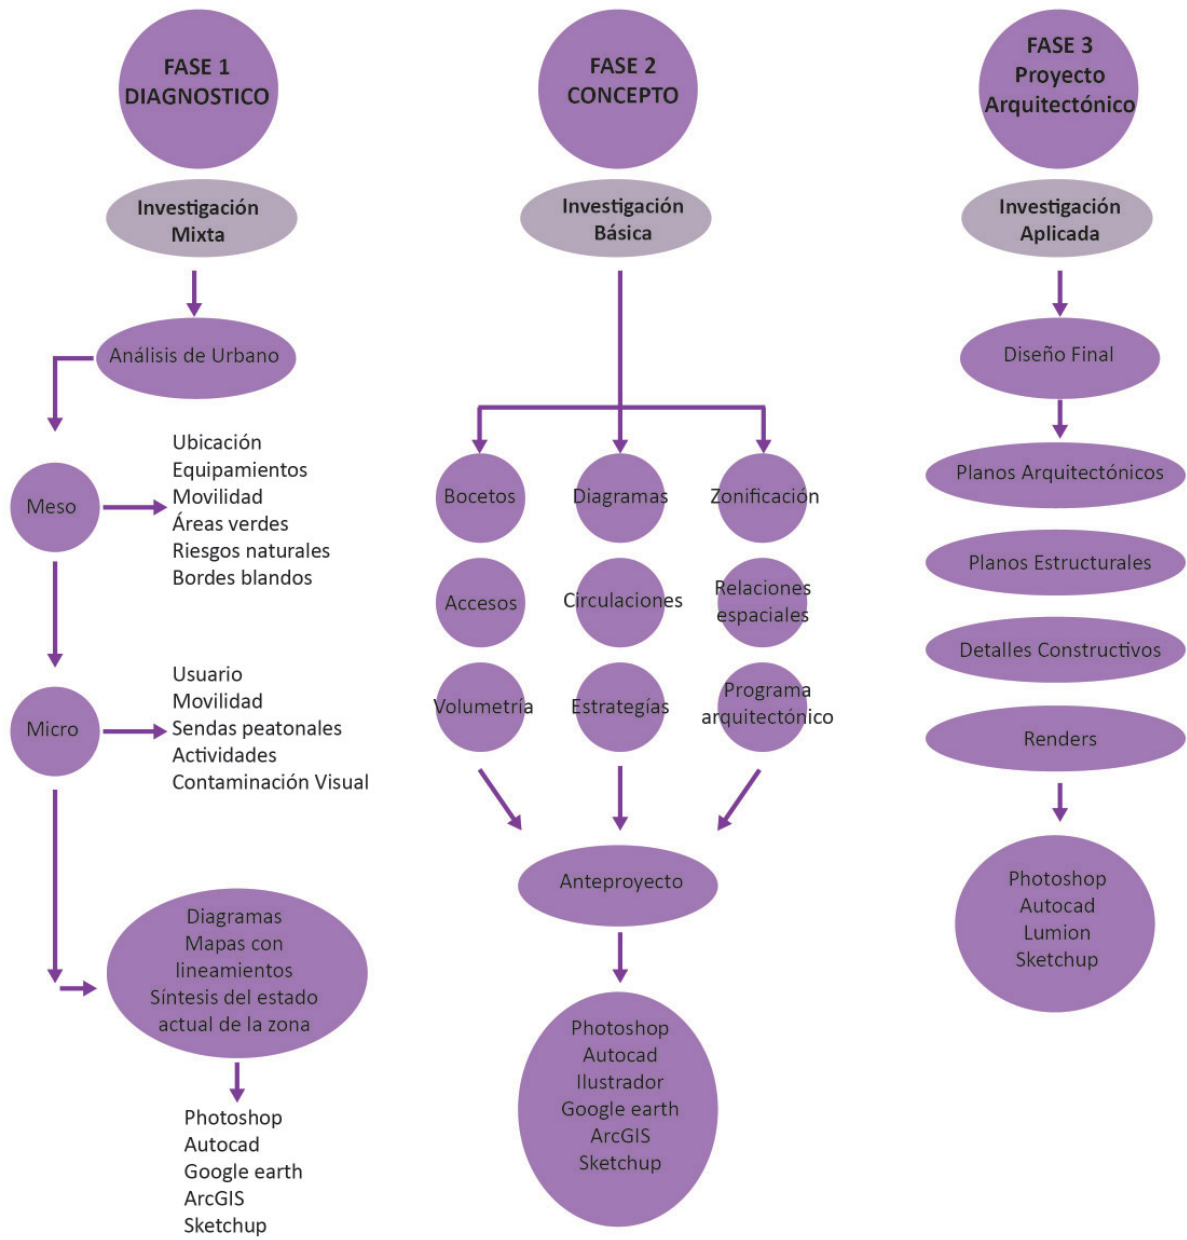 FASE 1
DIAGNOSTICO
Investigación
Mixta
Análisis de Urbano
Meso
Ubicación
Equipamientos
Movilidad
Áreas verdes
Riesgos naturales
Bordes blandos
Micro
Usuario
Movilidad
Sendas peatonales
Actividades
Contaminación Visual
Diagramas
Mapas con
lineamientos
Síntesis del estado
actual de la zona
Photoshop
Autocad
Google earth
ArcGIS
Sketchup
FASE 2
CONCEPTO
Investigación
Básica
Bocetos
Diagramas
Zonificación
Accesos
Circulaciones
Relaciones
espaciales
Volumetría
Estrategías
Programa
arquitectónico
Anteproyecto
Photoshop
Autocad
Ilustrador
Google earth
ArcGIS
Sketchup
FASE 3
Proyecto
Arquitectónico
Investigación
Aplicada
Diseño Final
Planos Arquitectónicos
Planos Estructurales
Detalles Constructivos
Renders
Photoshop
Autocad
Lumion
Sketchup